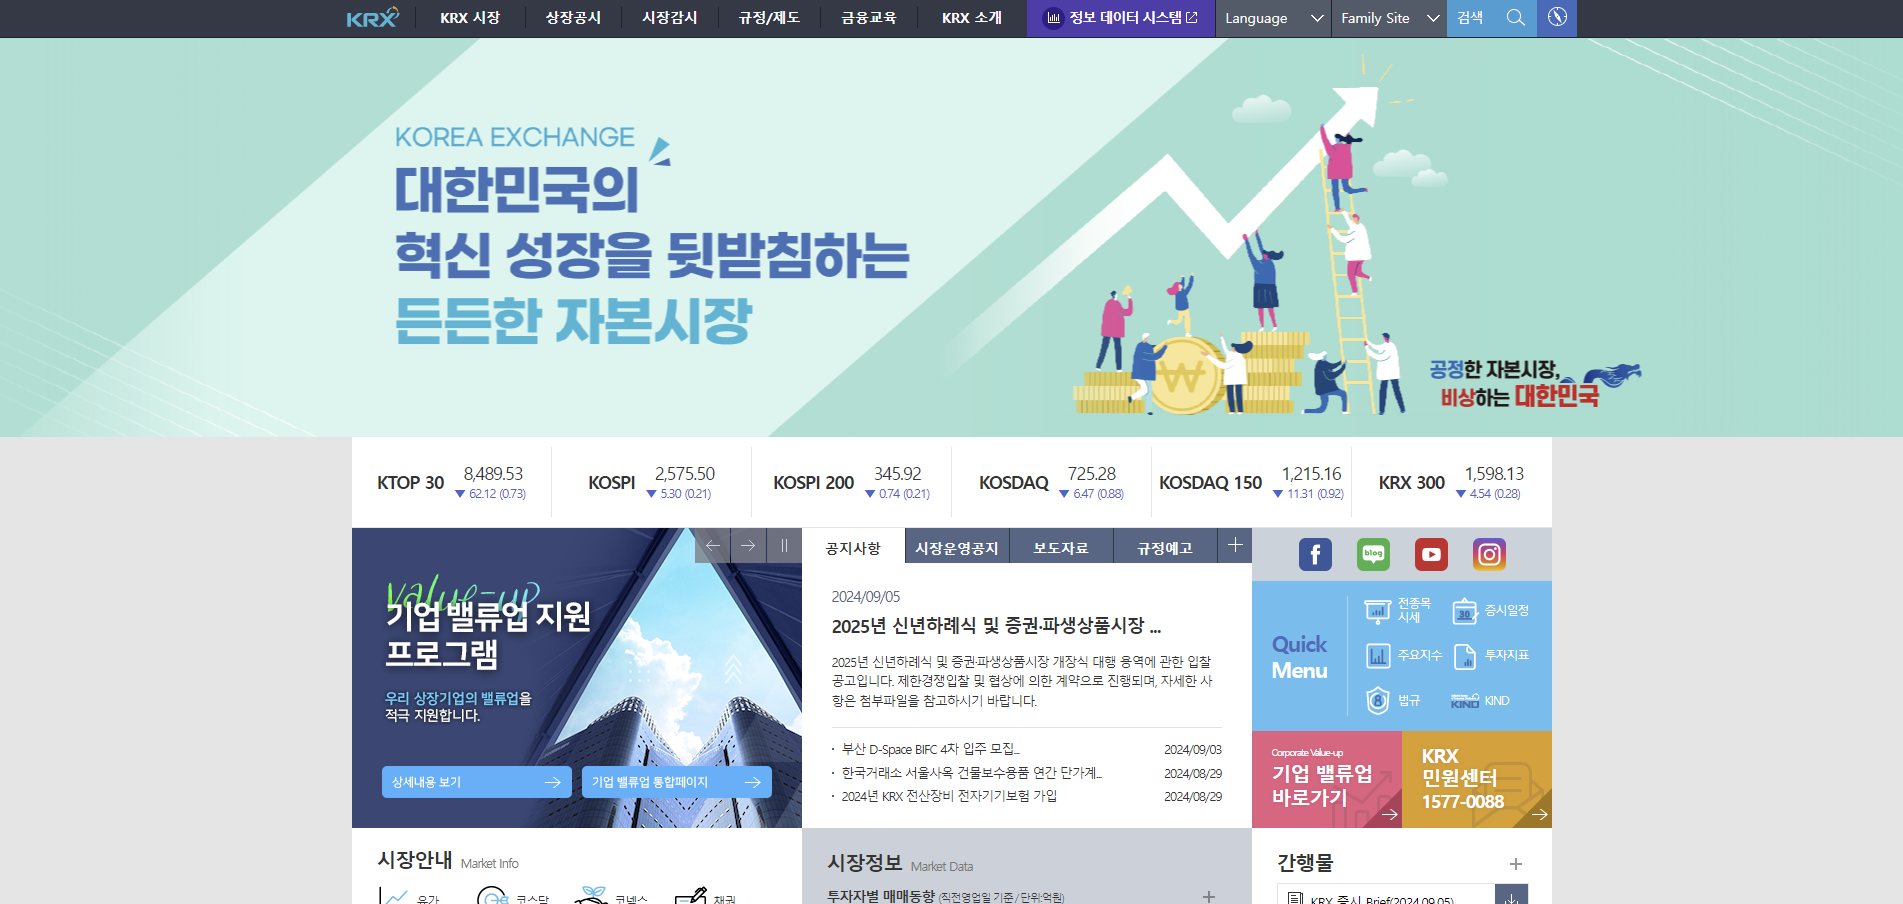 KRX
KRX 시장
상장공시
시장감시
규정/제도
금융교육
KRX 소개
정보 데이터 시스템
Language
Family Site
검색
KOREA EXCHANGE
대한민국의
혁신 성장을 뒷받침하는
든든한 자본시장
공정한 자본시장,
비상하는 대한민국
KTOP 30
8,489.53
▼ 62.12 (0.73)
KOSPI
2,575.50
▼ 5.30 (0.21)
KOSPI 200
345.92
▼ 0.74 (0.21)
KOSDAQ
725.28
▼ 6.47 (0.88)
KOSDAQ 150
1,215.16
▼ 11.31 (0.92)
KRX 300
1,598.13
▼ 4.54 (0.28)
value-up
기업 밸류업 지원
프로그램
우리 상장기업의 밸류업을
적극 지원합니다.
상세내용 보기
기업 밸류업 통합페이지
공지사항
시장운영공지
보도자료
규정예고
2024/09/05
2025년 신년하례식 및 증권·파생상품시장 ...
2025년 신년하례식 및 증권·파생상품시장 개장식 대행 용역에 관한 입찰
공고입니다. 제한경쟁입찰 및 협상에 의한 계약으로 진행되며, 자세한 사
항은 첨부파일을 참고하시기 바랍니다.
· 부산 D-Space BIFC 4차 입주 모집... 2024/09/03
· 한국거래소 서울사옥 건물보수용품 연간 단가계... 2024/08/29
· 2024년 KRX 전산장비 전자기기보험 가입 2024/08/29
blog
Quick
Menu
전종목
시세
30
증시일정
주요지수
투자지표
법규
KIND
KIND
Corporate Value-up
기업 밸류업
바로가기
KRX
민원센터
1577-0088
시장안내 Market Info
유가
코스닥
코넥스
채권
시장정보 Market Data
투자자별 매매동향 (직전영업일 기준 / 단위:억원)
간행물
KRX 증시 Brief(2024.09.05)